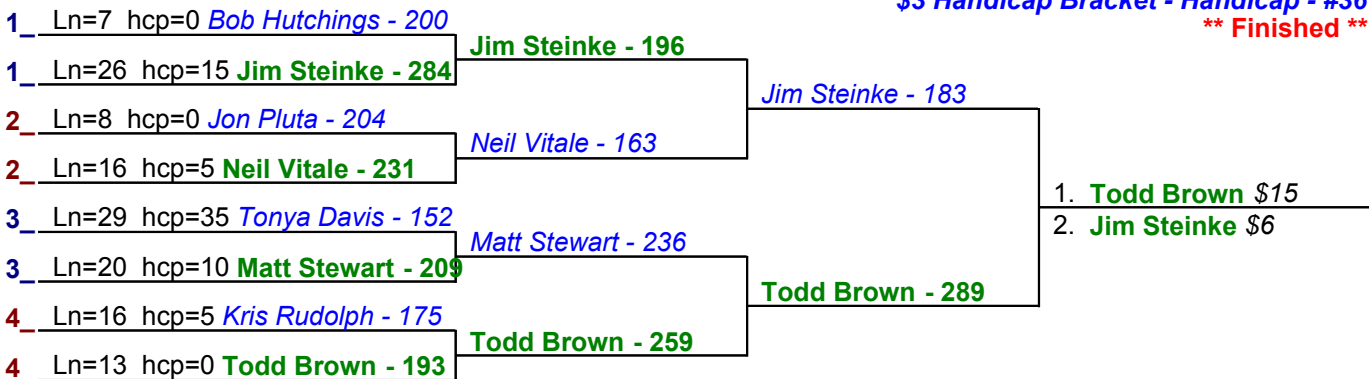 $3 Handicap Bracket - Handicap - #36
** Finished **
1_ Ln=7 hcp=0 Bob Hutchings - 200
1_ Ln=26 hcp=15 Jim Steinke - 284
2_ Ln=8 hcp=0 Jon Pluta - 204
2_ Ln=16 hcp=5 Neil Vitale - 231
3_ Ln=29 hcp=35 Tonya Davis - 152
3_ Ln=20 hcp=10 Matt Stewart - 209
4_ Ln=16 hcp=5 Kris Rudolph - 175
4 Ln=13 hcp=0 Todd Brown - 193
Jim Steinke - 196
Neil Vitale - 163
Matt Stewart - 236
Todd Brown - 259
Jim Steinke - 183
Todd Brown - 289
1. Todd Brown $15
2. Jim Steinke $6